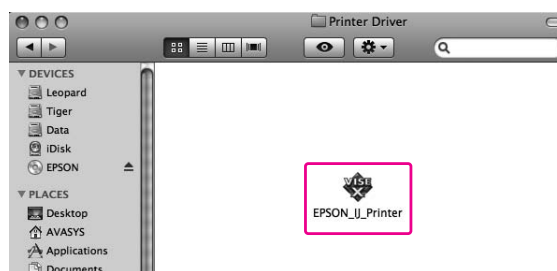 Printer Driver
DEVICES
Leopard
Tiger
Data
iDisk
EPSON
PLACES
Desktop
AVASYS
Applications
Documents
VISE
X
EPSON_IJ_Printer